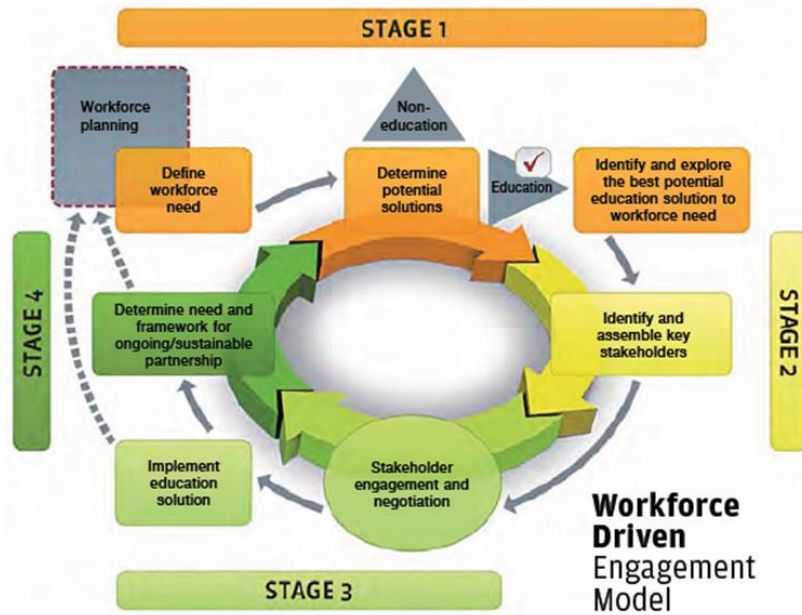 STAGE 1
Workforce
planning
Non-
education
Define
workforce
need
Determine
potential
solutions
Education
Identify and explore
the best potential
education solution to
workforce need
STAGE 4
STAGE 2
Determine need and
framework for
ongoing/sustainable
partnership
Identify and
assemble key
stakeholders
Implement
education
solution
Stakeholder
engagement and
negotiation
Workforce
Driven
Engagement
Model
STAGE 3